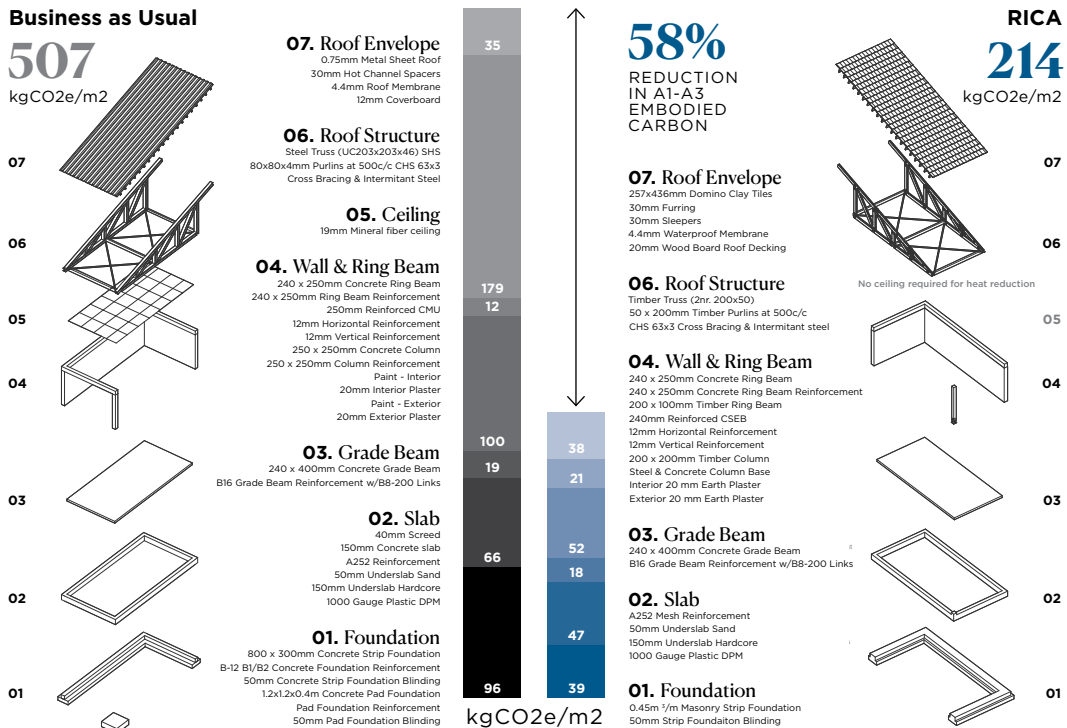 Business as Usual
507
kgCO2e/m2
07
06
05
04
03
02
01
07. Roof Envelope
0.75mm Metal Sheet Roof
30mm Hot Channel Spacers
4.4mm Roof Membrane
12mm Coverboard
06. Roof Structure
Steel Truss (UC203x203x46) SHS
80x80x4mm Purlins at 500c/c CHS 63x3
Cross Bracing & Intermitant Steel
05. Ceiling
19mm Mineral fiber ceiling
04. Wall & Ring Beam
240 x 250mm Concrete Ring Beam
240 x 250mm Ring Beam Reinforcement
250mm Reinforced CMU
12mm Horizontal Reinforcement
12mm Vertical Reinforcement
250 x 250mm Concrete Column
250 x 250mm Column Reinforcement
Paint - Interior
20mm Interior Plaster
Paint - Exterior
20mm Exterior Plaster
03. Grade Beam
240 x 400mm Concrete Grade Beam
B16 Grade Beam Reinforcement w/B8-200 Links
02. Slab
40mm Screed
150mm Concrete slab
A252 Reinforcement
50mm Underslab Sand
150mm Underslab Hardcore
1000 Gauge Plastic DPM
01. Foundation
800 x 300mm Concrete Strip Foundation
B-12 B1/B2 Concrete Foundation Reinforcement
50mm Concrete Strip Foundation Blinding
1.2x1.2x0.4m Concrete Pad Foundation
Pad Foundation Reinforcement
50mm Pad Foundation Blinding
35
179
12
100
19
66
96
38
21
52
18
47
39
kgCO2e/m2
58%
REDUCTION
IN A1-A3
EMBODIED
CARBON
RICA
214
kgCO2e/m2
07. Roof Envelope
257x436mm Domino Clay Tiles
30mm Furring
30mm Sleepers
4.4mm Waterproof Membrane
20mm Wood Board Roof Decking
06. Roof Structure
Timber Truss (2nr. 200x50)
50 x 200mm Timber Purlins at 500c/c
CHS 63x3 Cross Bracing & Intermitant steel
04. Wall & Ring Beam
240 x 250mm Concrete Ring Beam
240 x 250mm Concrete Ring Beam Reinforcement
200 x 100mm Timber Ring Beam
240mm Reinforced CSEB
12mm Horizontal Reinforcement
12mm Vertical Reinforcement
200 x 200mm Timber Column
Steel & Concrete Column Base
Interior 20 mm Earth Plaster
Exterior 20 mm Earth Plaster
03. Grade Beam
240 x 400mm Concrete Grade Beam
B16 Grade Beam Reinforcement w/B8-200 Links
02. Slab
A252 Mesh Reinforcement
50mm Underslab Sand
150mm Underslab Hardcore
1000 Gauge Plastic DPM
01. Foundation
0.45m ³/m Masonry Strip Foundation
50mm Strip Foundaiton Blinding
07
06
No ceiling required for heat reduction
05
04
03
02
01